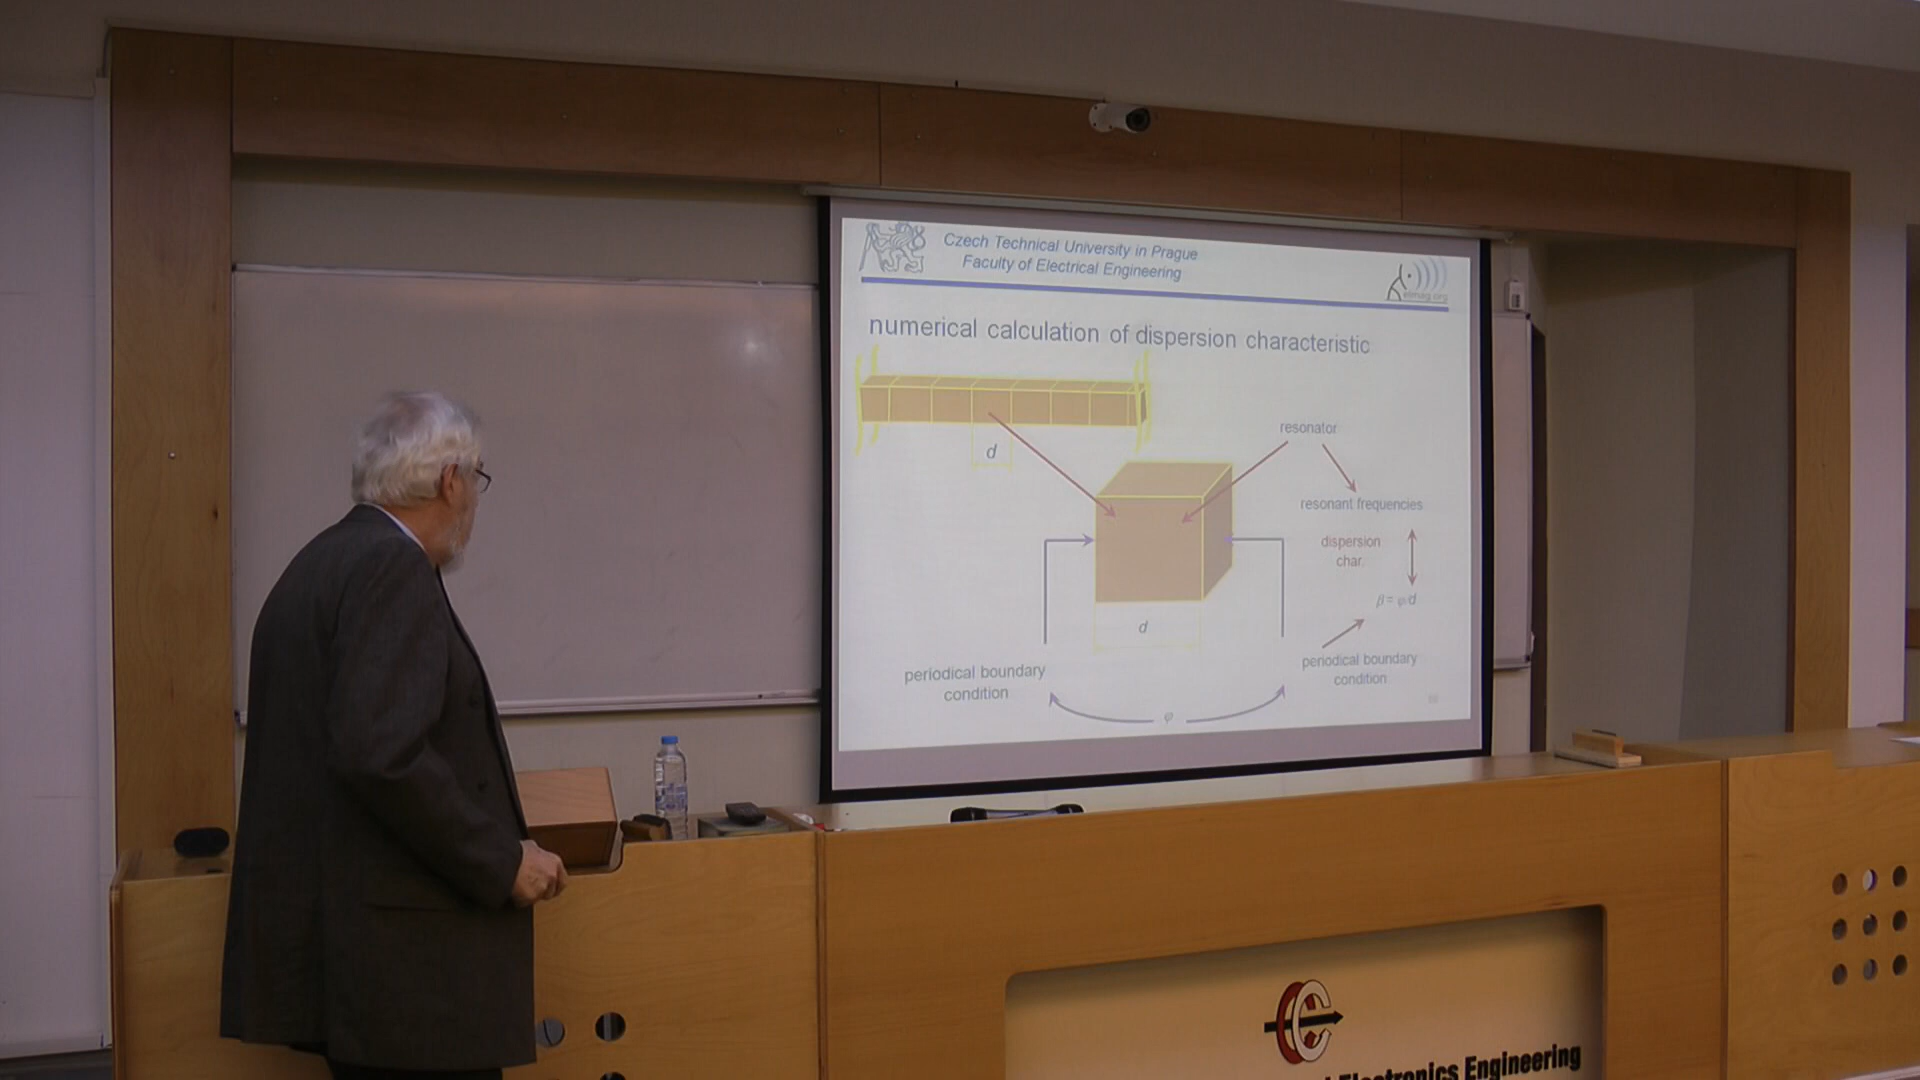 Czech Technical University in Prague
Faculty of Electrical Engineering
elmag.org
numerical calculation of dispersion characteristic
d
resonator
resonant frequencies
dispersion
char.
β = φ/d
d
periodical boundary
condition
periodical boundary
condition
φ
Electronics Engineering